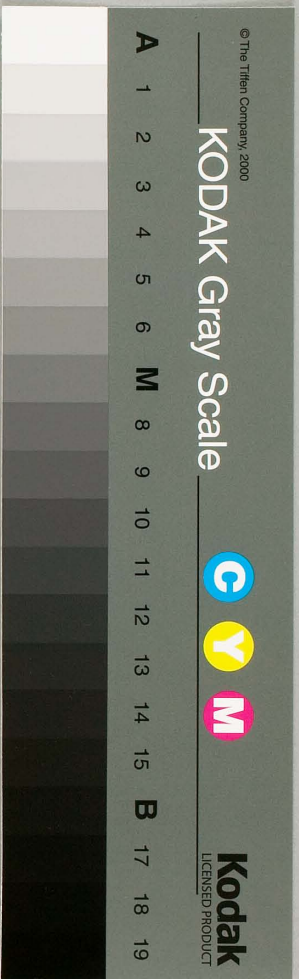 © The Tiffen Company, 2000
KODAK Gray Scale
C Y M
Kodak
LICENSED PRODUCT
A 1 2 3 4 5 6 M 8 9 10 11 12 13 14 15 B 17 18 19